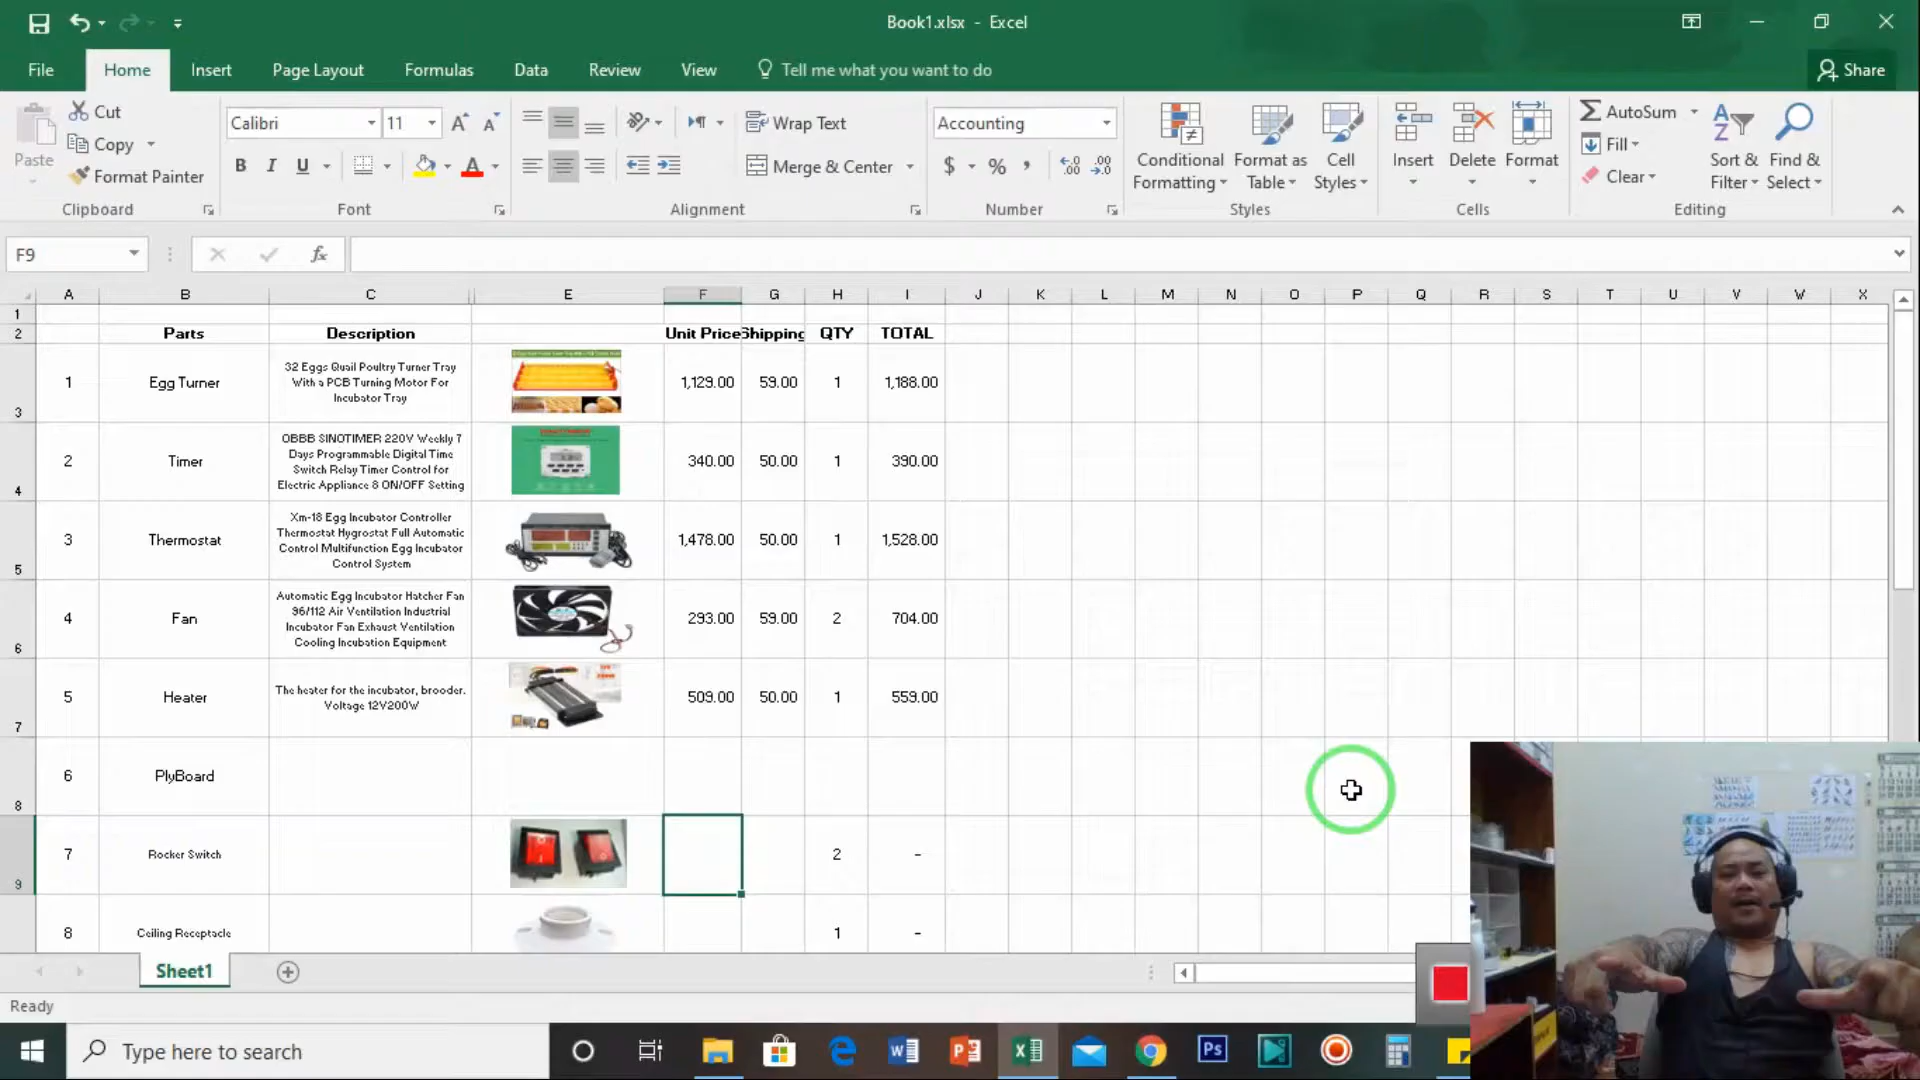 Book1.xlsx - Excel
File Home Insert Page Layout Formulas Data Review View Tell me what you want to do Share
Cut
Copy
Format Painter
Paste
Clipboard
Calibri 11
B I U
Font
Wrap Text
Merge & Center
Alignment
Accounting
$ % ,
Number
Conditional Formatting
Format as Table
Cell Styles
Styles
Insert Delete Format
Cells
AutoSum
Fill
Clear
Sort & Filter
Find & Select
Editing
F9
fx
A B C E F G H I J K L M N O P Q R S T U V W X
1
2 Parts Description Unit Price Shipping QTY TOTAL
3 1 Egg Turner
32 Eggs Quail Poultry Turner Tray
With a PCB Turning Motor For
Incubator Tray
1,129.00 59.00 1 1,188.00
4 2 Timer
OBBB SINOTIMER 220V Weekly 7
Days Programmable Digital Time
Switch Relay Timer Control for
Electric Appliance 8 ON/OFF Setting
340.00 50.00 1 390.00
5 3 Thermostat
Xm-18 Egg Incubator Controller
Thermostat Hygrostat Full Automatic
Control Multifunction Egg Incubator
Control System
1,478.00 50.00 1 1,528.00
6 4 Fan
Automatic Egg Incubator Hatcher Fan
96/112 Air Ventilation Industrial
Incubator Fan Exhaust Ventilation
Cooling Incubation Equipment
293.00 59.00 2 704.00
7 5 Heater
The heater for the incubator, brooder.
Voltage 12V200W
509.00 50.00 1 559.00
8 6 PlyBoard
9 7 Rocker Switch 2 -
8 Ceiling Receptacle 1 -
Sheet1
Ready
Type here to search